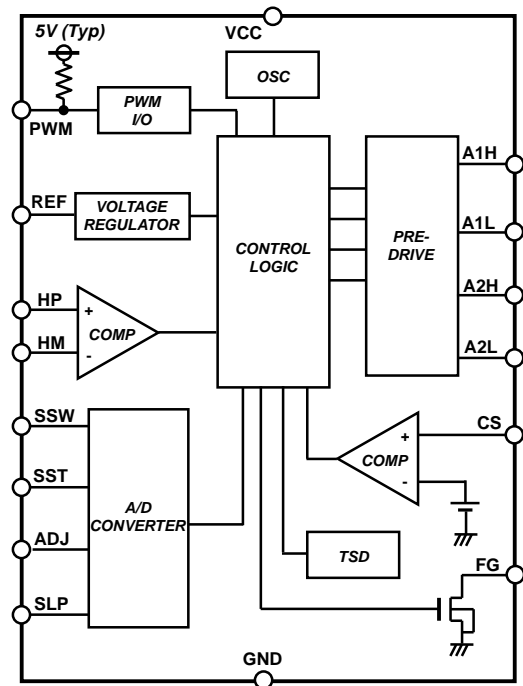 5V (Typ)
VCC
OSC
PWM
I/O
PWM
A1H
REF
VOLTAGE
REGULATOR
A1L
CONTROL
LOGIC
PRE-
DRIVE
A2H
HP
+
COMP
HM
-
A2L
SSW
CS
+
COMP
-
SST
A/D
CONVERTER
ADJ
TSD
FG
SLP
GND